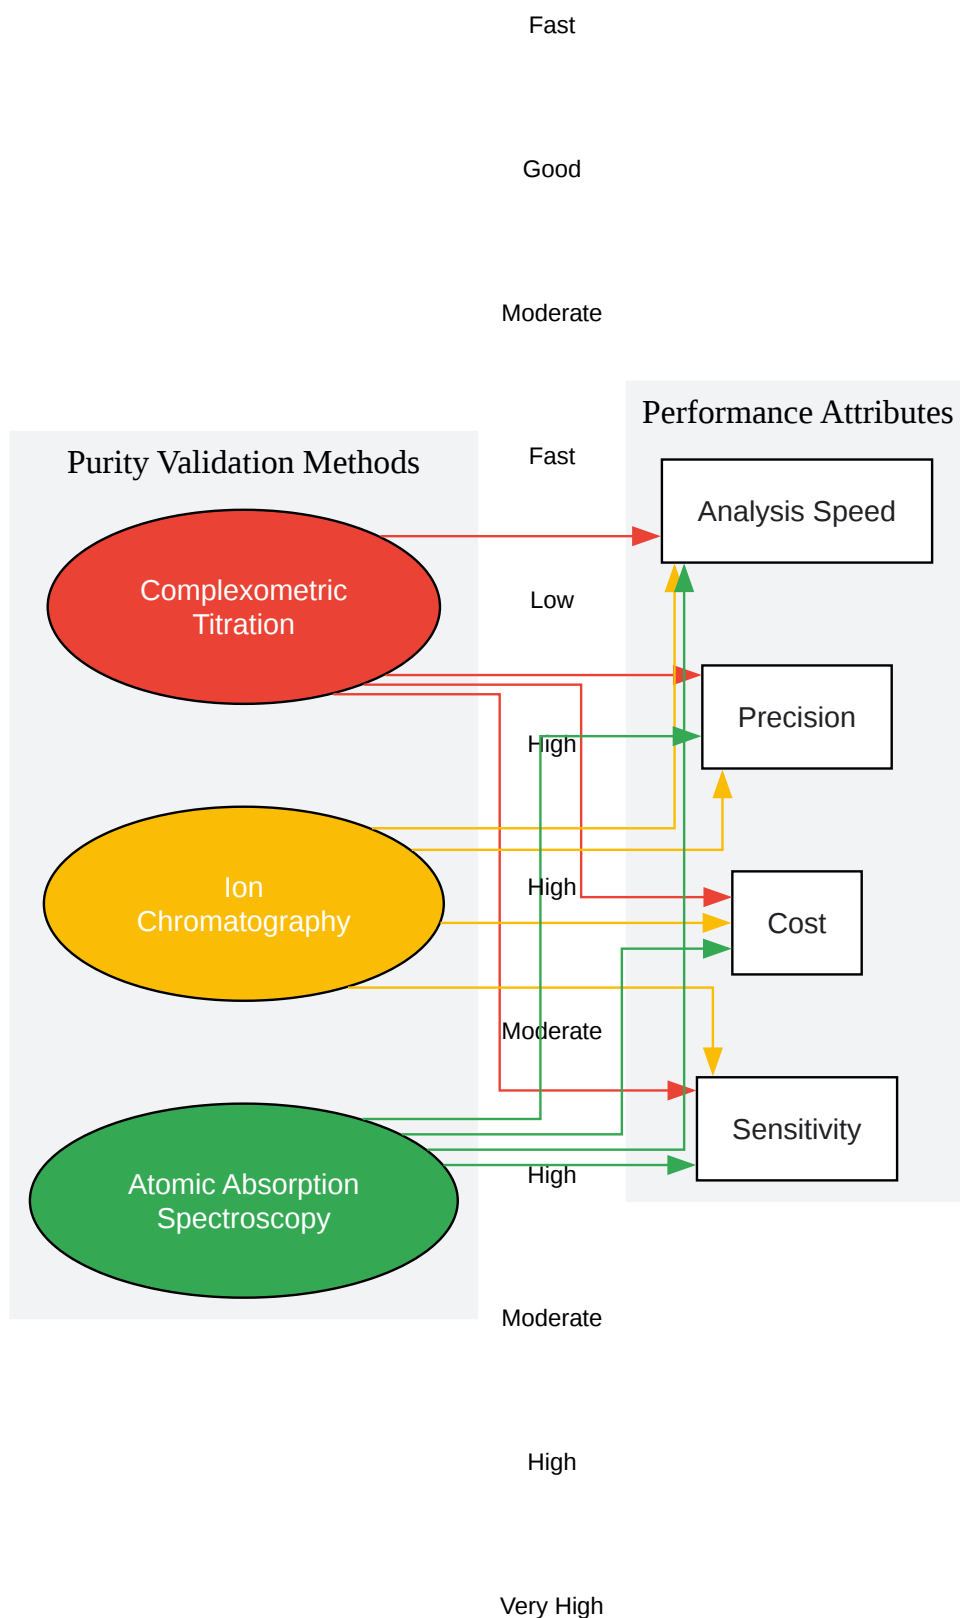 Fast
Good
Moderate
Performance Attributes
Purity Validation Methods
Fast
Analysis Speed
Complexometric
Titration
Low
Precision
High
Ion
Chromatography
High
Cost
Moderate
Sensitivity
High
Atomic Absorption
Spectroscopy
Moderate
High
Very High